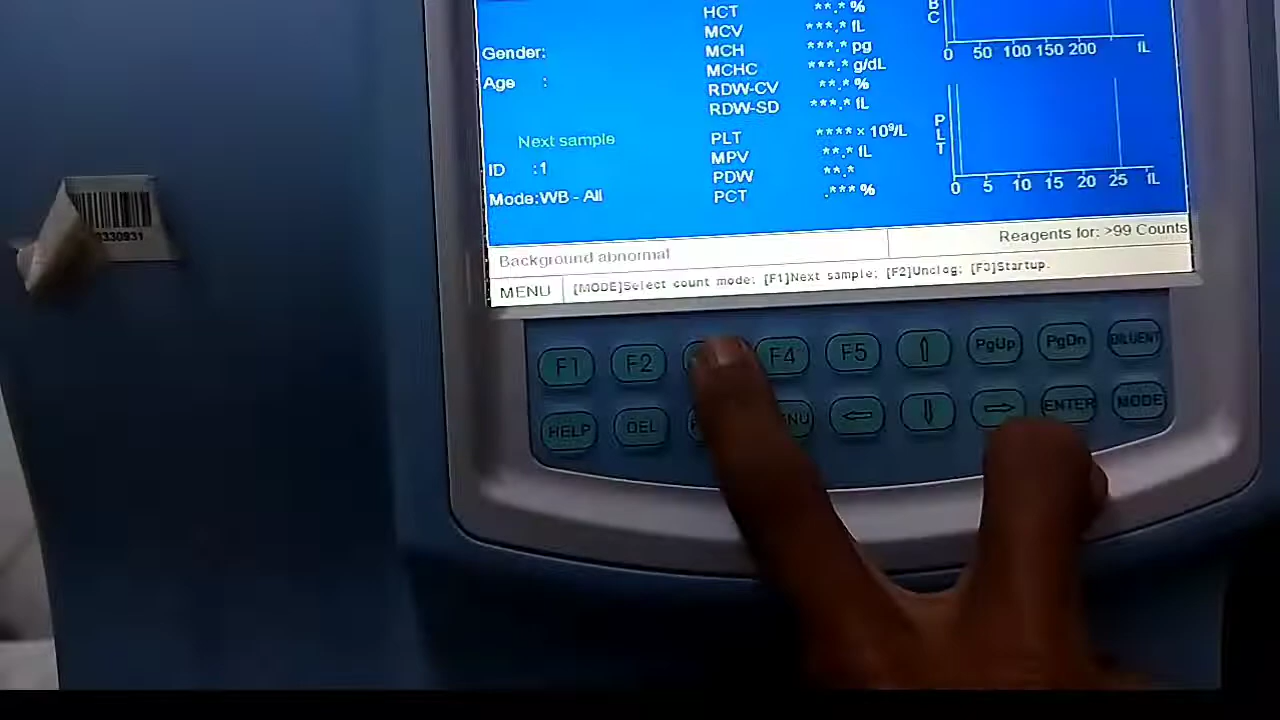 HCT **.* %
MCV ***.* fL
Gender: MCH ***.* pg
Age : MCHC ***.* g/dL
RDW-CV **.* %
RDW-SD ***.* fL
Next sample PLT **** × 10⁹/L
ID :1 MPV **.* fL
PDW **.*
Mode:WB - All PCT .*** %
B
C
0 50 100 150 200 fL
P
L
T
0 5 10 15 20 25 fL
Background abnormal Reagents for: >99 Counts
MENU [MODE]Select count mode; [F1]Next sample; [F2]Unclog; [F3]Startup.
F1 F2 F4 F5 ⇧ PgUp PgDn DILUENT
HELP DEL ⇦ ⇩ ⇨ ENTER MODE
330931